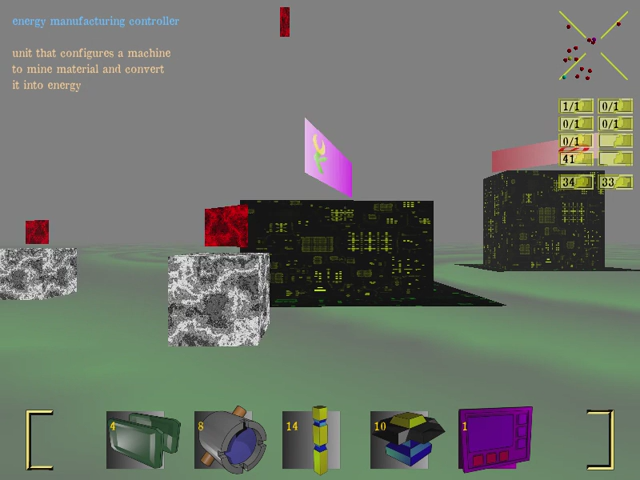 energy manufacturing controller
unit that configures a machine
to mine material and convert
it into energy
1/1 0/1
0/1 0/1
0/1
41
34 33
4 8 14 10 1